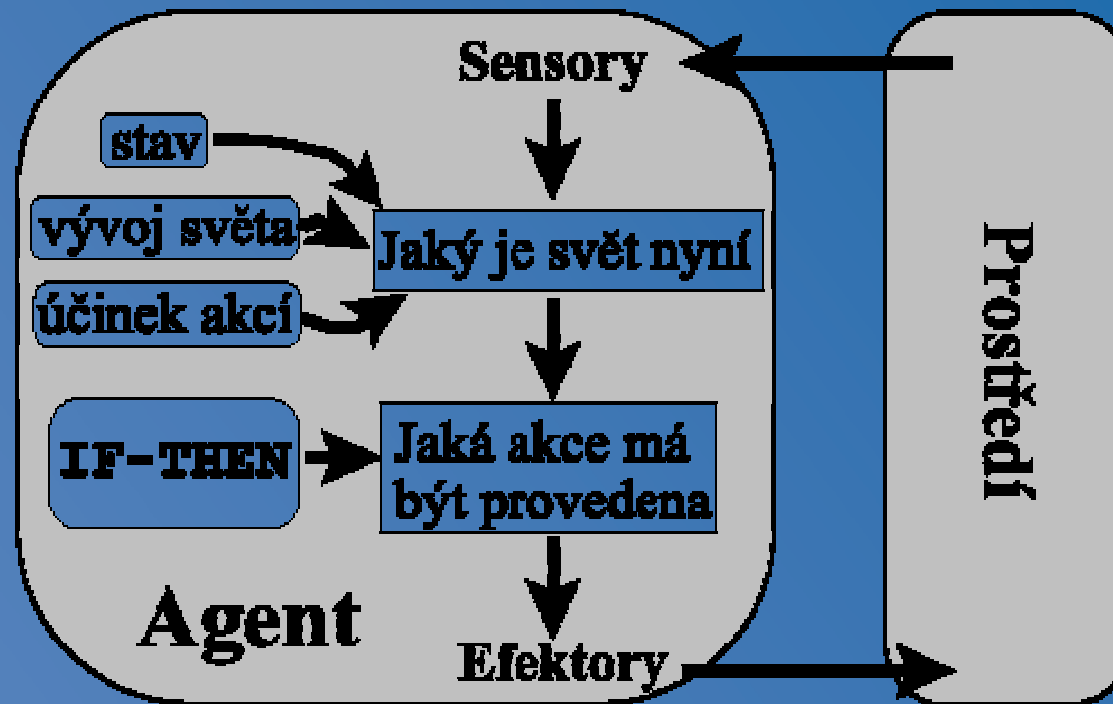 Sensory
stav
vývoj světa
Jaký je svět nyní
účinek akcí
IF-THEN
Jaká akce má
být provedena
Agent
Efektory
Prostředí